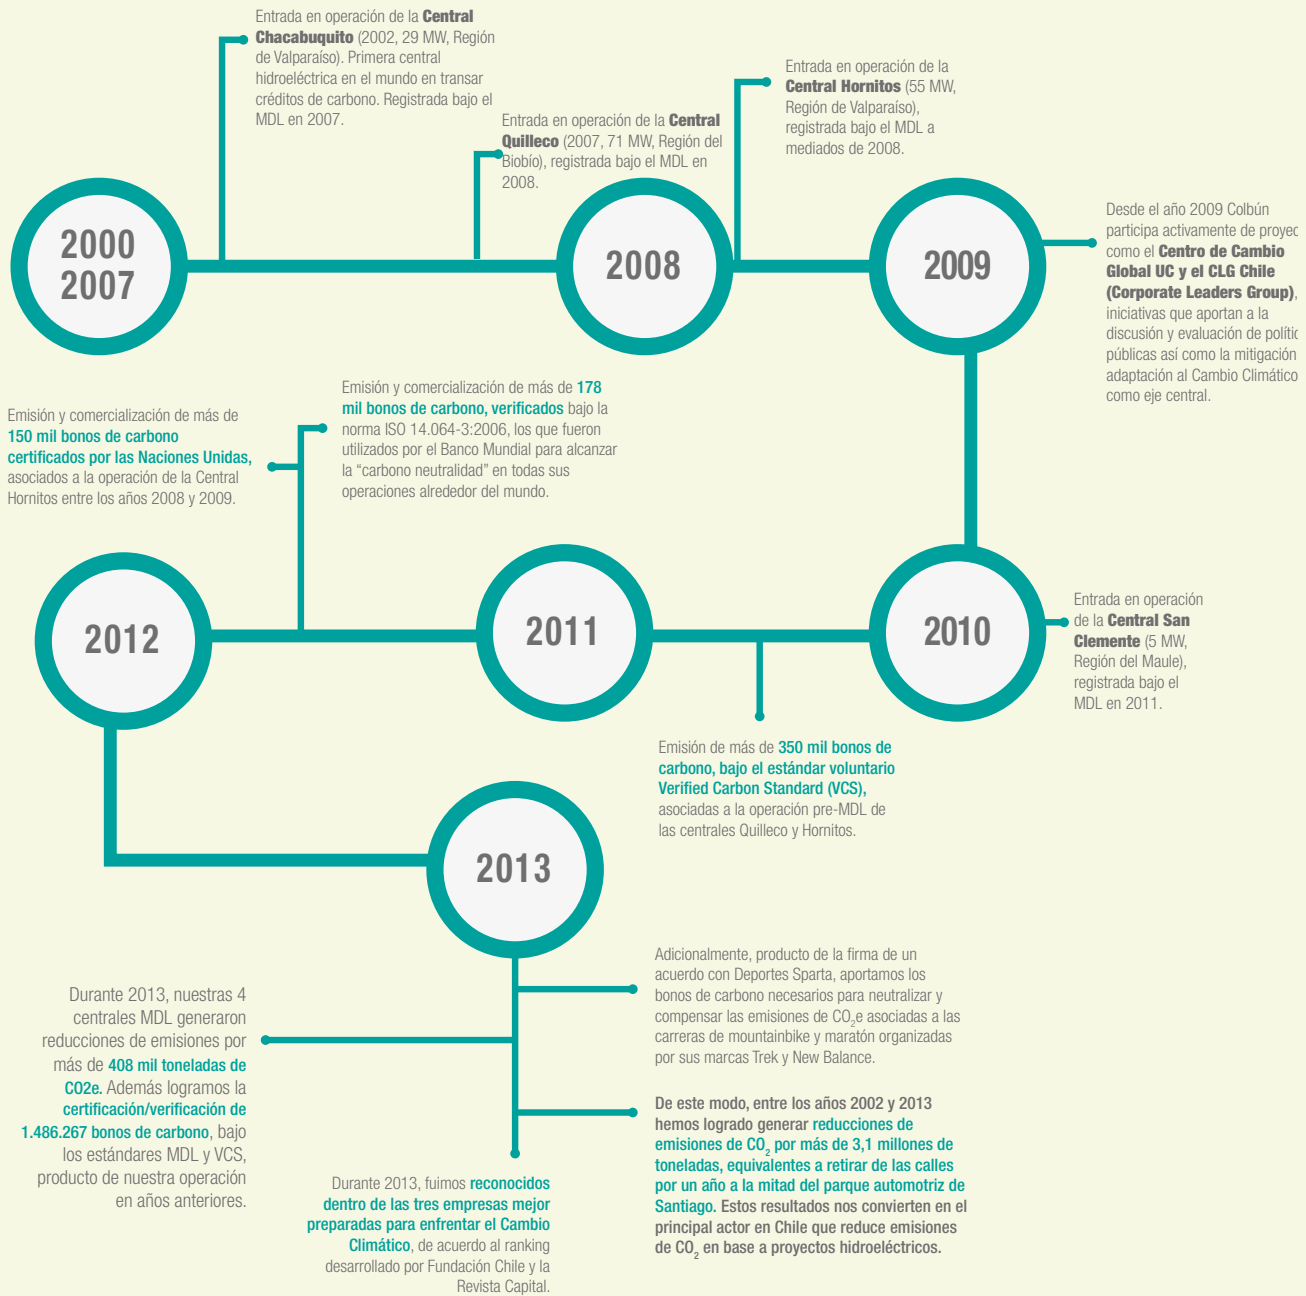 Entrada en operación de la Central
Chacabuquito (2002, 29 MW, Región
de Valparaíso). Primera central
hidroeléctrica en el mundo en transar
créditos de carbono. Registrada bajo el
MDL en 2007.
Entrada en operación de la Central
Quilleco (2007, 71 MW, Región del
Biobío), registrada bajo el MDL en
2008.
Entrada en operación de la
Central Hornitos (55 MW,
Región de Valparaíso),
registrada bajo el MDL a
mediados de 2008.
2000
2007
2008
2009
Desde el año 2009 Colbún
participa activamente de proyec
como el Centro de Cambio
Global UC y el CLG Chile
(Corporate Leaders Group),
iniciativas que aportan a la
discusión y evaluación de polític
públicas así como la mitigación
adaptación al Cambio Climático
como eje central.
Emisión y comercialización de más de
150 mil bonos de carbono
certificados por las Naciones Unidas,
asociados a la operación de la Central
Hornitos entre los años 2008 y 2009.
Emisión y comercialización de más de 178
mil bonos de carbono, verificados bajo la
norma ISO 14.064-3:2006, los que fueron
utilizados por el Banco Mundial para alcanzar
la “carbono neutralidad” en todas sus
operaciones alrededor del mundo.
2012
2011
2010
Entrada en operación
de la Central San
Clemente (5 MW,
Región del Maule),
registrada bajo el
MDL en 2011.
Emisión de más de 350 mil bonos de
carbono, bajo el estándar voluntario
Verified Carbon Standard (VCS),
asociadas a la operación pre-MDL de
las centrales Quilleco y Hornitos.
2013
Durante 2013, nuestras 4
centrales MDL generaron
reducciones de emisiones por
más de 408 mil toneladas de
CO2e. Además logramos la
certificación/verificación de
1.486.267 bonos de carbono, bajo
los estándares MDL y VCS,
producto de nuestra operación
en años anteriores.
Adicionalmente, producto de la firma de un
acuerdo con Deportes Sparta, aportamos los
bonos de carbono necesarios para neutralizar y
compensar las emisiones de CO₂e asociadas a las
carreras de mountainbike y maratón organizadas
por sus marcas Trek y New Balance.
De este modo, entre los años 2002 y 2013
hemos logrado generar reducciones de
emisiones de CO₂ por más de 3,1 millones de
toneladas, equivalentes a retirar de las calles
por un año a la mitad del parque automotriz de
Santiago. Estos resultados nos convierten en el
principal actor en Chile que reduce emisiones
de CO₂ en base a proyectos hidroeléctricos.
Durante 2013, fuimos reconocidos
dentro de las tres empresas mejor
preparadas para enfrentar el Cambio
Climático, de acuerdo al ranking
desarrollado por Fundación Chile y la
Revista Capital.